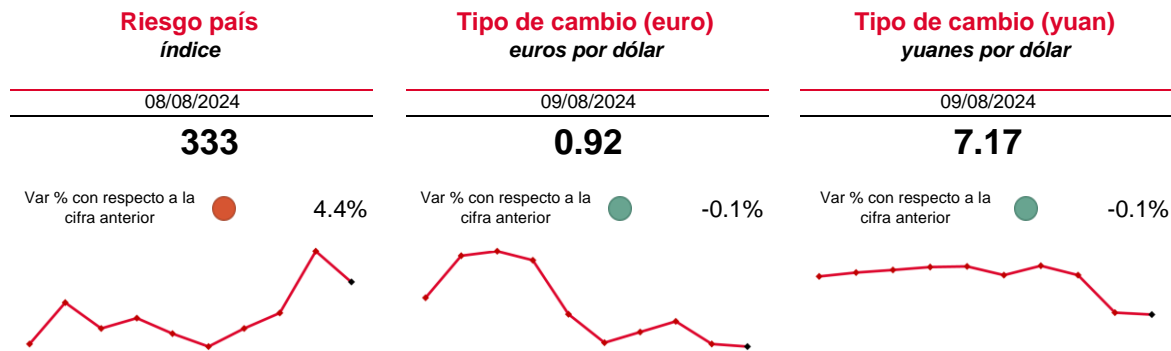 Riesgo país
índice
08/08/2024
333
Var % con respecto a la
cifra anterior
4.4%
Tipo de cambio (euro)
euros por dólar
09/08/2024
0.92
Var % con respecto a la
cifra anterior
-0.1%
Tipo de cambio (yuan)
yuanes por dólar
09/08/2024
7.17
Var % con respecto a la
cifra anterior
-0.1%